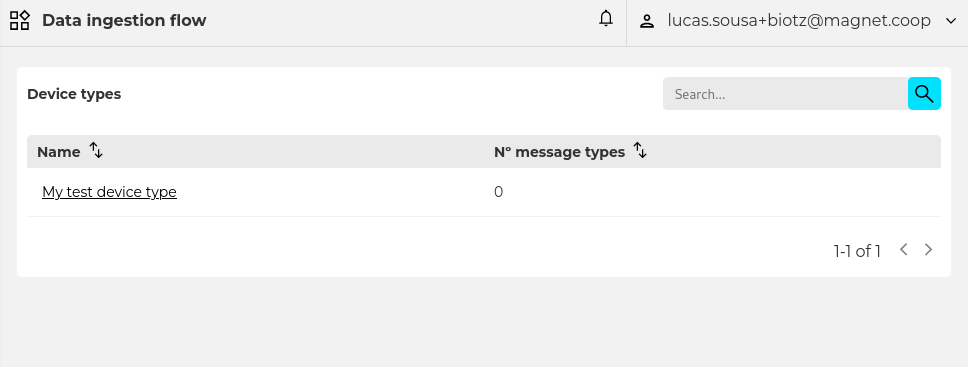 Data ingestion flow
lucas.sousa+biotz@magnet.coop
Device types
Search...
Name Nº message types
My test device type 0
1-1 of 1